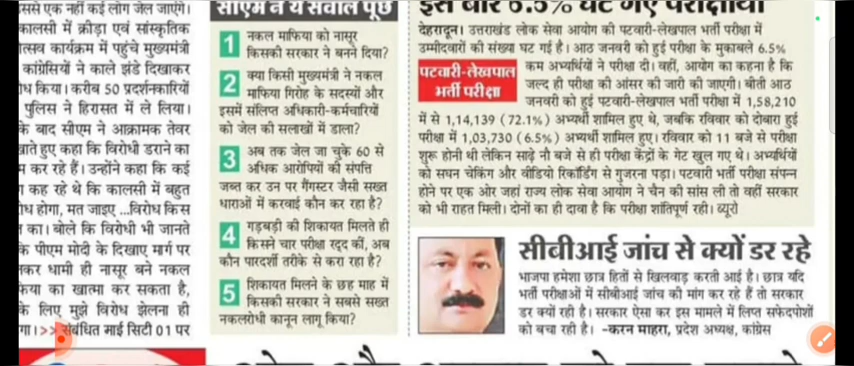 ससे एक नहीं कई लोग जेल जाएंगे।
कालसी में क्रीड़ा एवं सांस्कृतिक
त्सव कार्यक्रम में पहुंचे मुख्यमंत्री
कांग्रेसियों ने काले झंडे दिखाकर
ध किया। करीब 50 प्रदर्शनकारियों
पुलिस ने हिरासत में ले लिया।
के बाद सीएम ने आक्रामक तेवर
बाते हुए कहा कि विरोधी डराने का
म कर रहे हैं। उन्होंने कहा कि कई
ग कह रहे थे कि कालसी में बहुत
ोध होगा, मत जाइए ...विरोध किस
त का। बोले कि विरोधी भी जानते
के पीएम मोदी के दिखाए मार्ग पर
नकर धामी ही नासूर बने नकल
फिया का खात्मा कर सकता है,
के लिए मुझे विरोध झेलना ही
गा।>> संबंधित माई सिटी 01 पर
सीएम ने ये सवाल पूछे
1 नकल माफिया को नासूर
किसकी सरकार ने बनने दिया?
2 क्या किसी मुख्यमंत्री ने नकल
माफिया गिरोह के सदस्यों और
इसमें संलिप्त अधिकारी-कर्मचारियों
को जेल की सलाखों में डाला?
3 अब तक जेल जा चुके 60 से
अधिक आरोपियों की संपत्ति
जब्त कर उन पर गैंगस्टर जैसी सख्त
धाराओं में करवाई कौन कर रहा है?
4 गड़बड़ी की शिकायत मिलते ही
किसने चार परीक्षा रद्द कीं, अब
कौन पारदर्शी तरीके से करा रहा है?
5 शिकायत मिलने के छह माह में
किसकी सरकार ने सबसे सख्त
नकलरोधी कानून लागू किया?
इस बार 6.5% घट गए परीक्षार्थी
देहरादून। उत्तराखंड लोक सेवा आयोग की पटवारी-लेखपाल भर्ती परीक्षा में
उम्मीदवारों की संख्या घट गई है। आठ जनवरी को हुई परीक्षा के मुकाबले 6.5%
पटवारी-लेखपाल
भर्ती परीक्षा
कम अभ्यर्थियों ने परीक्षा दी। वहीं, आयोग का कहना है कि
जल्द ही परीक्षा की आंसर की जारी की जाएगी। बीती आठ
जनवरी को हुई पटवारी-लेखपाल भर्ती परीक्षा में 1,58,210
में से 1,14,139 (72.1%) अभ्यर्थी शामिल हुए थे, जबकि रविवार को दोबारा हुई
परीक्षा में 1,03,730 (6.5%) अभ्यर्थी शामिल हुए। रविवार को 11 बजे से परीक्षा
शुरू होनी थी लेकिन साढ़े नौ बजे से ही परीक्षा केंद्रों के गेट खुल गए थे। अभ्यर्थियों
को सघन चेकिंग और वीडियो रिकॉर्डिंग से गुजरना पड़ा। पटवारी भर्ती परीक्षा संपन्न
होने पर एक ओर जहां राज्य लोक सेवा आयोग ने चैन की सांस ली तो वहीं सरकार
को भी राहत मिली। दोनों का ही दावा है कि परीक्षा शांतिपूर्ण रही। ब्यूरो
सीबीआई जांच से क्यों डर रहे
भाजपा हमेशा छात्र हितों से खिलवाड़ करती आई है। छात्र यदि
भर्ती परीक्षाओं में सीबीआई जांच की मांग कर रहे हैं तो सरकार
डर क्यों रही है। सरकार ऐसा कर इस मामले में लिप्त सफेदपोशों
को बचा रही है। -करन माहरा, प्रदेश अध्यक्ष, कांग्रेस